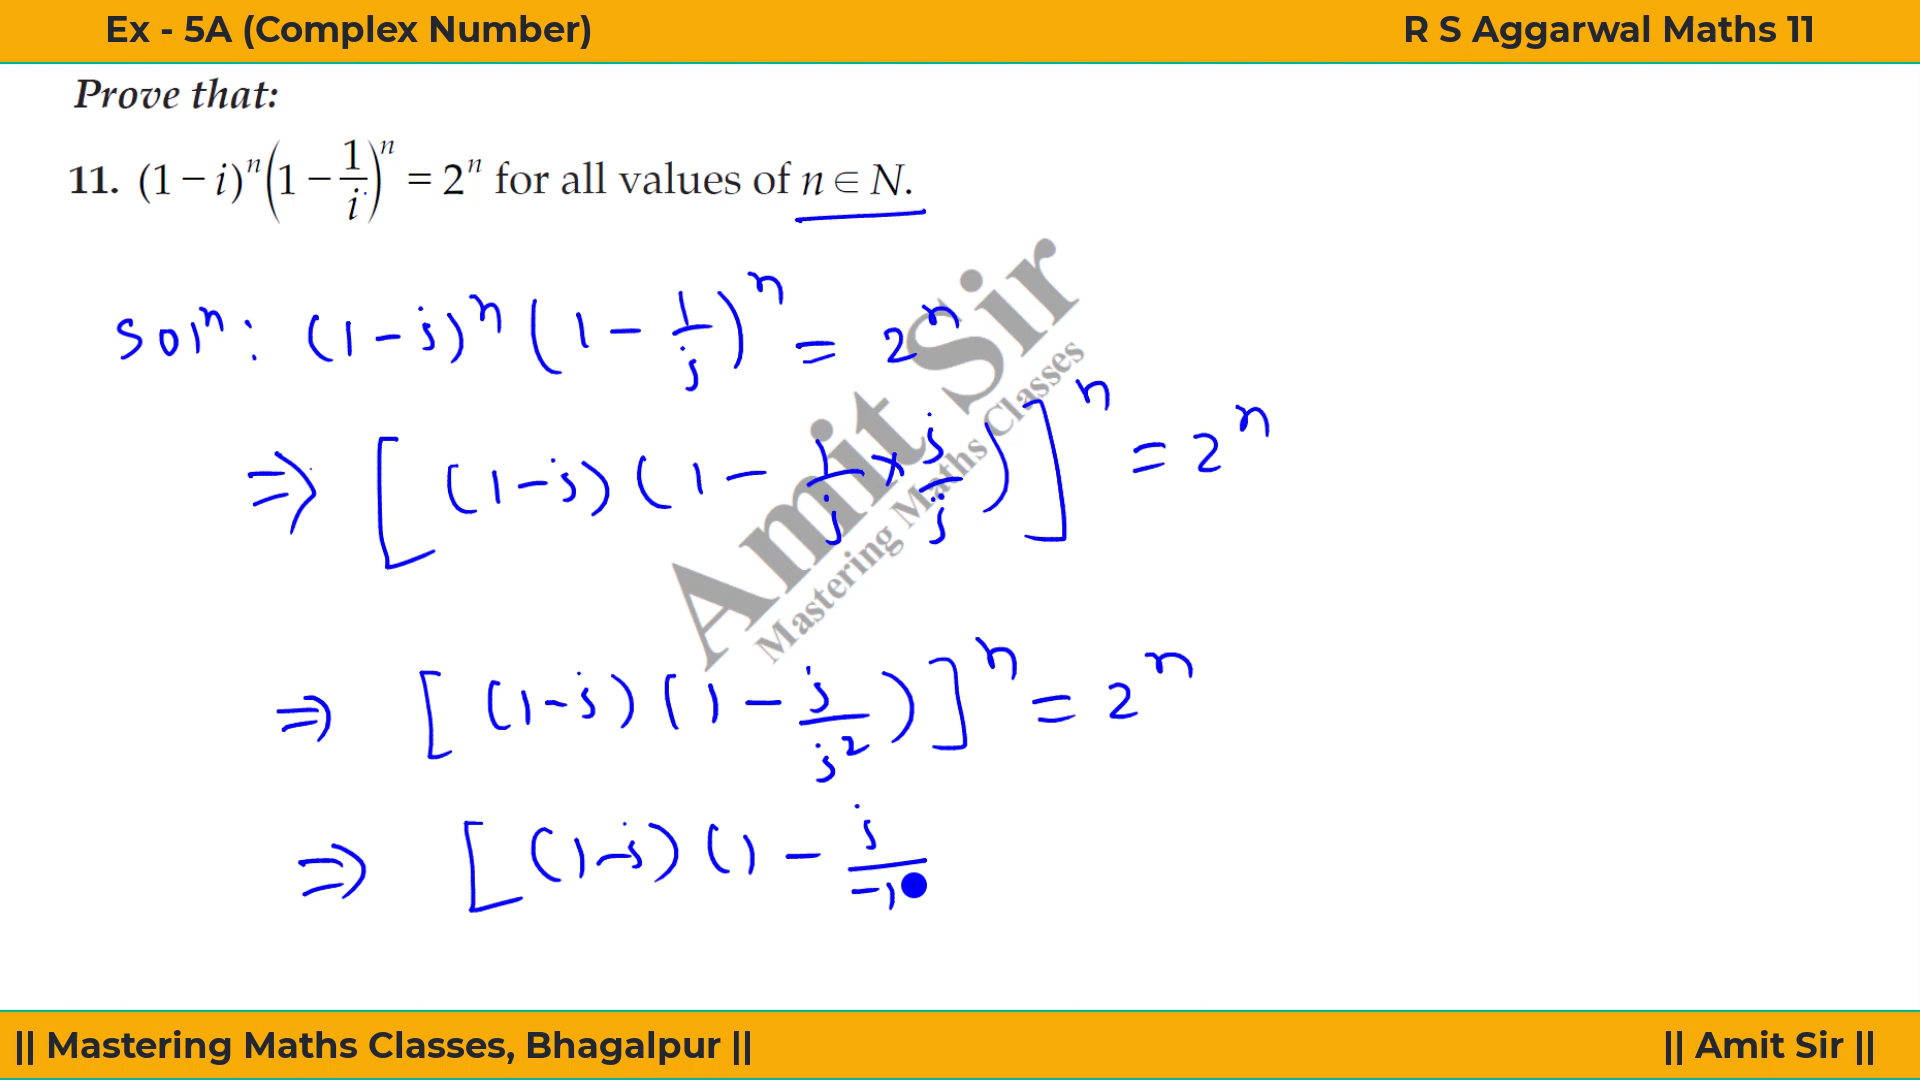 Ex - 5A (Complex Number)
R S Aggarwal Maths 11
Prove that:
11. (1 − i)ⁿ(1 − 1/i)ⁿ = 2ⁿ for all values of n ∈ N.
Solⁿ: (1 - i)ⁿ (1 - 1/i)ⁿ = 2ⁿ
⇒ [(1-i)(1 - 1/i × i/i)]ⁿ = 2ⁿ
⇒ [(1-i)(1 - i/i²)]ⁿ = 2ⁿ
⇒ [(1-i)(1 - i/-1
Amit Sir
Mastering Maths Classes
|| Mastering Maths Classes, Bhagalpur ||
|| Amit Sir ||